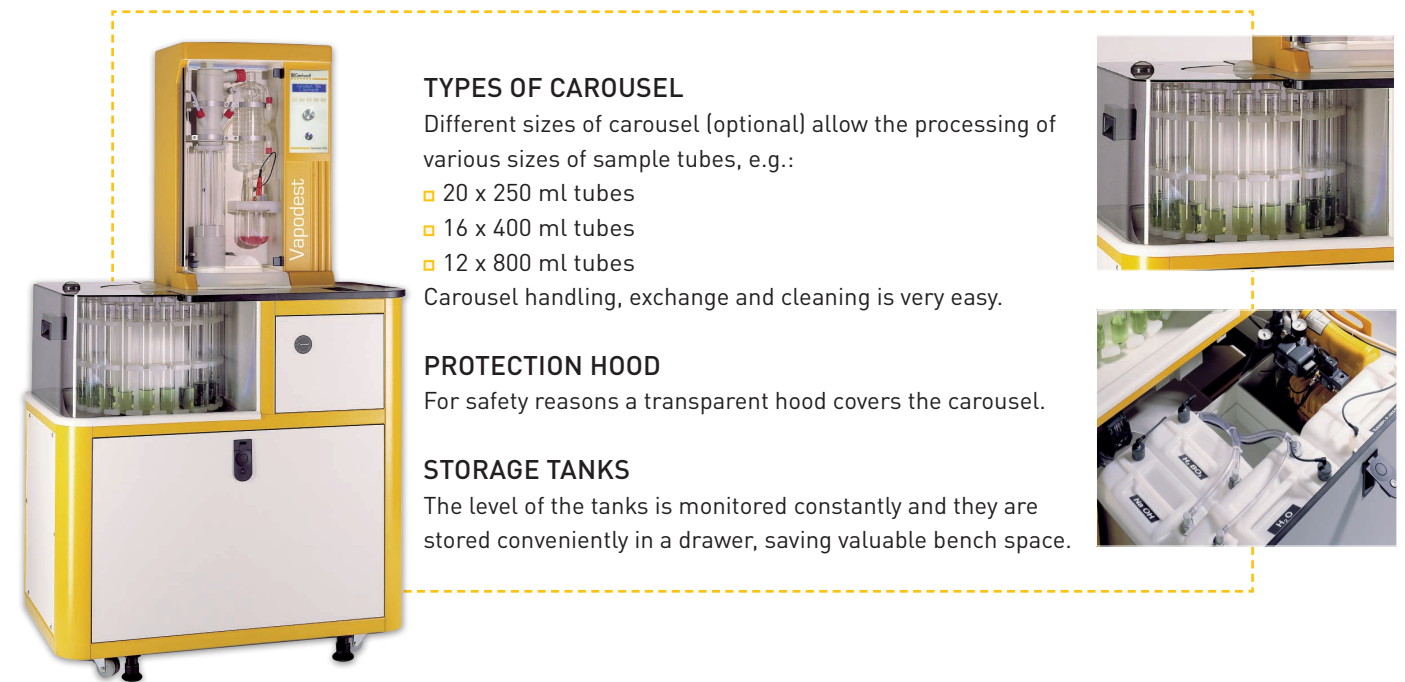 TYPES OF CAROUSEL
Different sizes of carousel (optional) allow the processing of
various sizes of sample tubes, e.g.:
20 x 250 ml tubes
16 x 400 ml tubes
12 x 800 ml tubes
Carousel handling, exchange and cleaning is very easy.
PROTECTION HOOD
For safety reasons a transparent hood covers the carousel.
STORAGE TANKS
The level of the tanks is monitored constantly and they are
stored conveniently in a drawer, saving valuable bench space.
Vapodest
H₃BO₃
NaOH
H₂O